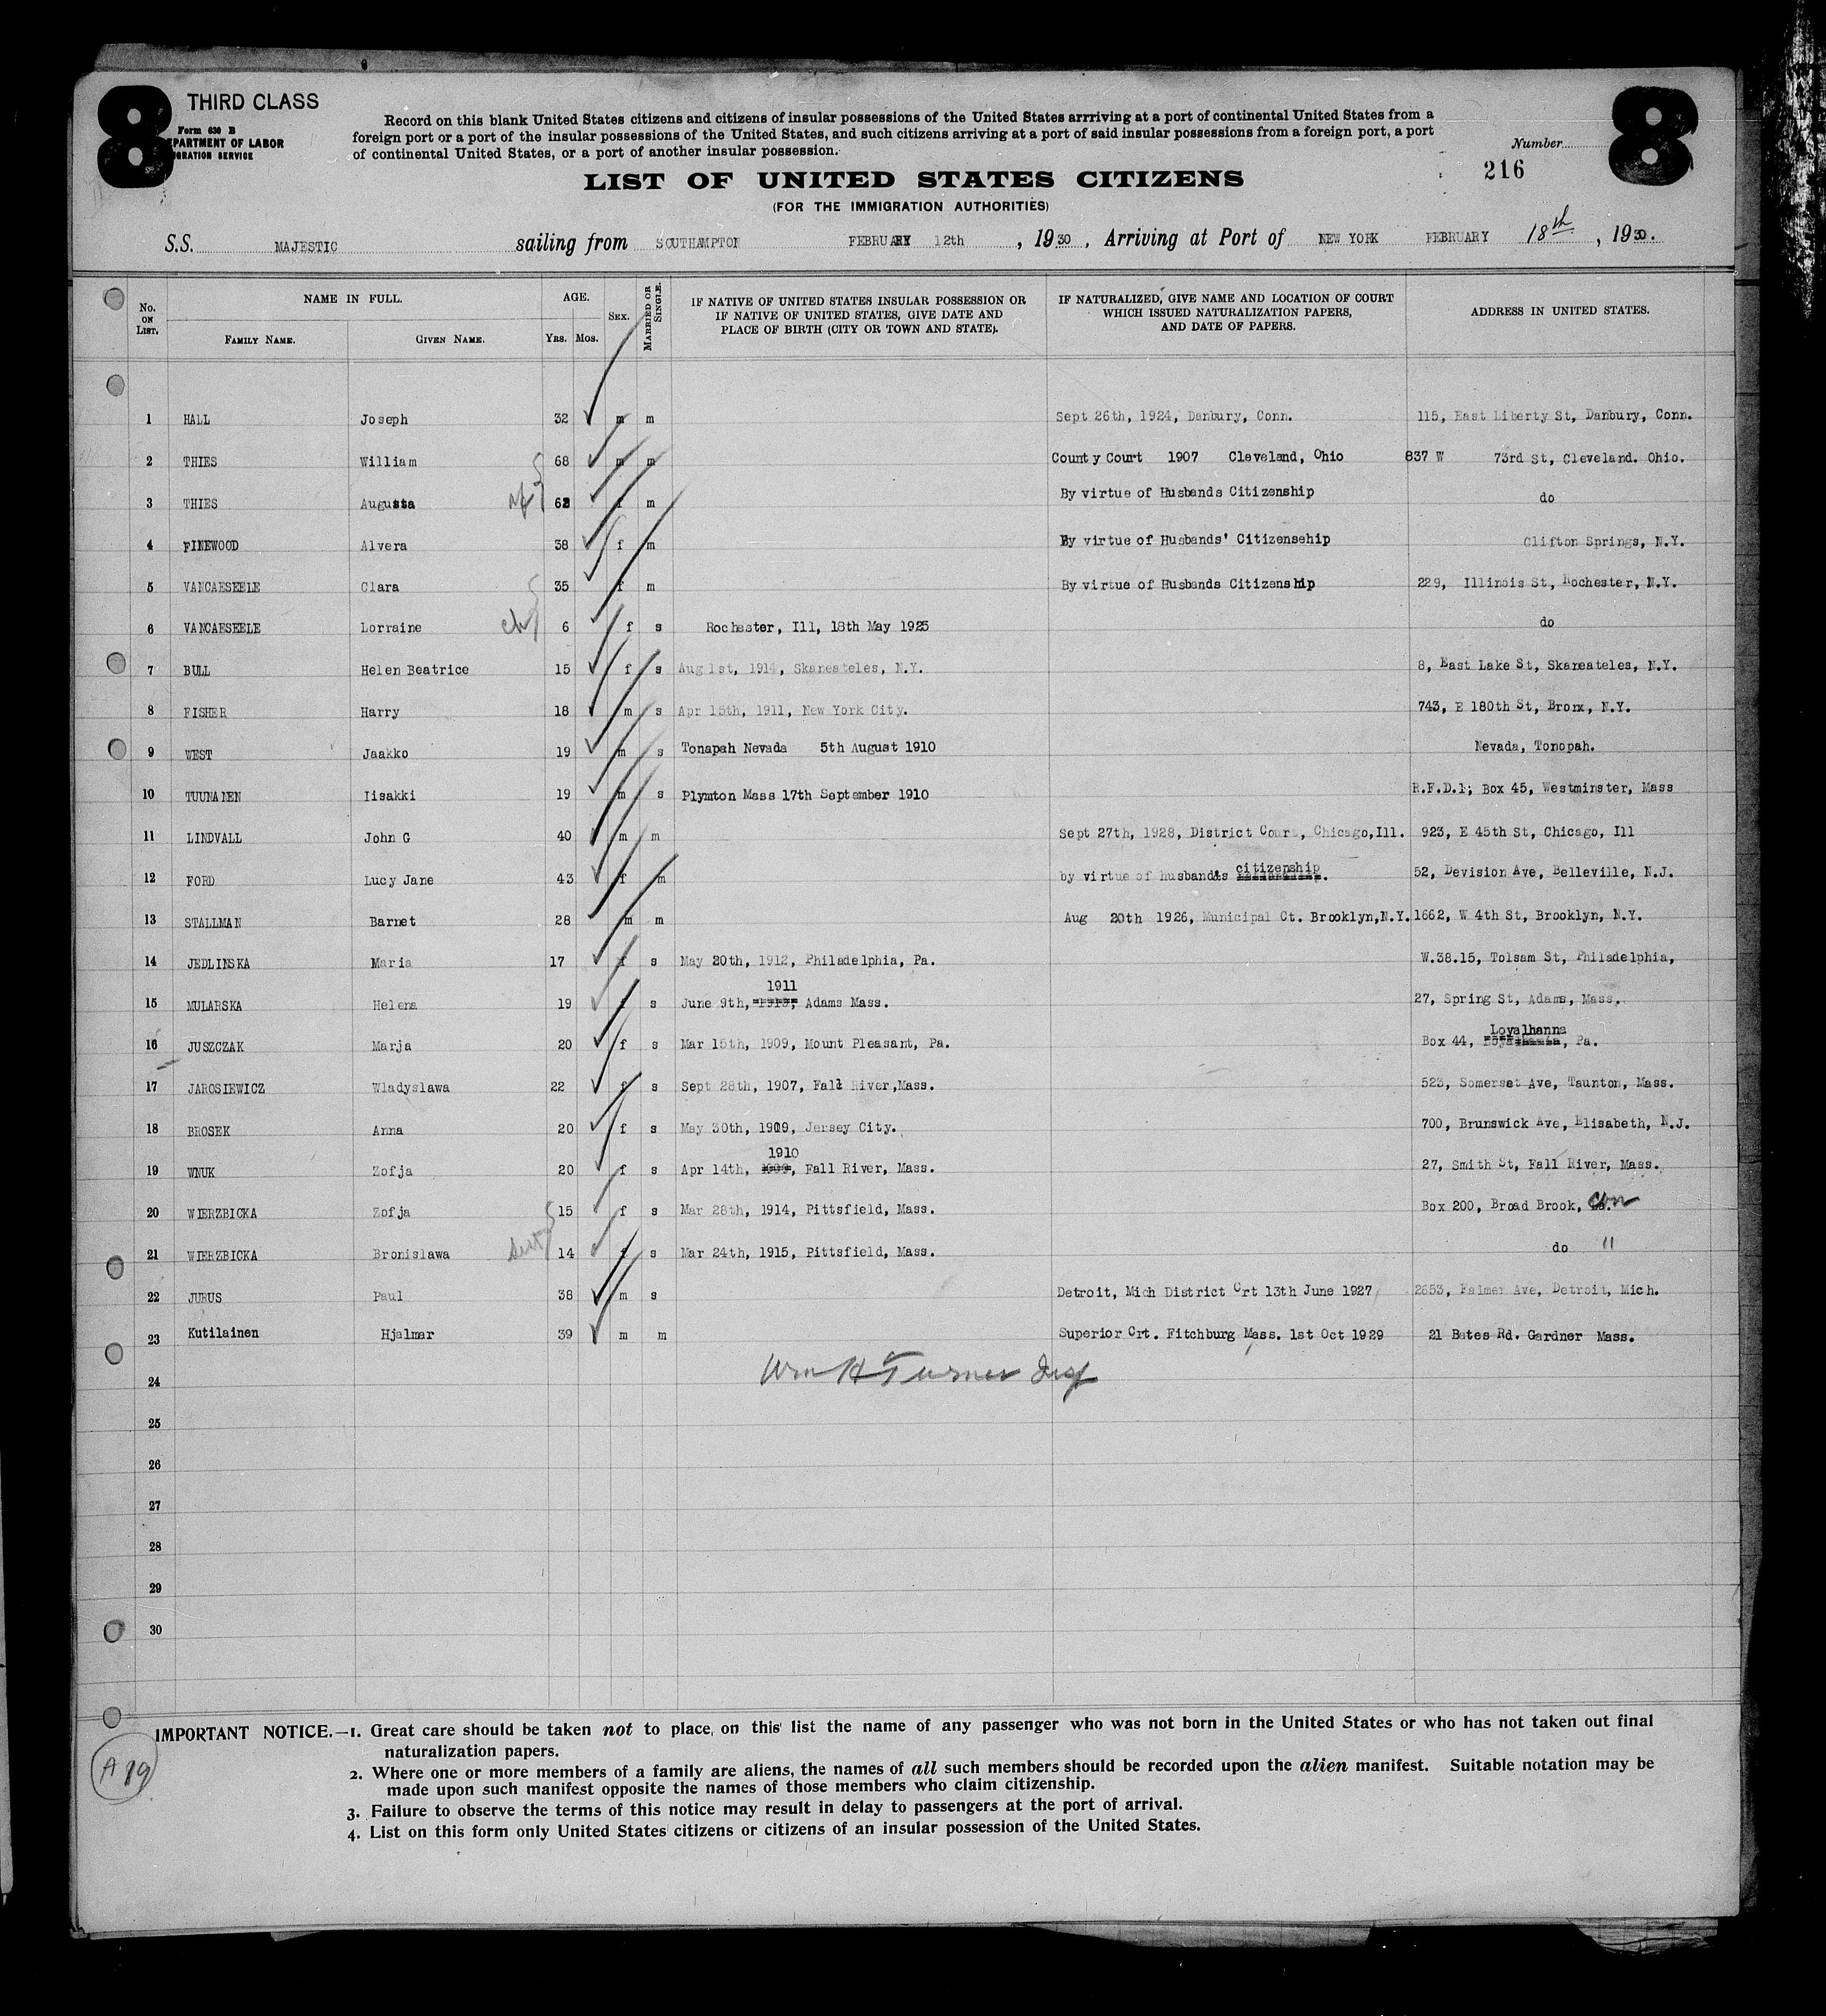 8 THIRD CLASS
Form 630 B
EPARTMENT OF LABOR
IGRATION SERVICE
Record on this blank United States citizens and citizens of insular possessions of the United States arrriving at a port of continental United States from a
foreign port or a port of the insular possessions of the United States, and such citizens arriving at a port of said insular possessions from a foreign port, a port
of continental United States, or a port of another insular possession.
Number
8
216
LIST OF UNITED STATES CITIZENS
(FOR THE IMMIGRATION AUTHORITIES)
S.S. MAJESTIC sailing from SOUTHAMPTON FEBRUARY 12th , 1930 , Arriving at Port of NEW YORK FEBRUARY 18th , 1930.
No. ON LIST. NAME IN FULL. FAMILY NAME. GIVEN NAME. AGE. YRS. MOS. SEX. MARRIED OR SINGLE. IF NATIVE OF UNITED STATES INSULAR POSSESSION OR IF NATIVE OF UNITED STATES, GIVE DATE AND PLACE OF BIRTH (CITY OR TOWN AND STATE). IF NATURALIZED, GIVE NAME AND LOCATION OF COURT WHICH ISSUED NATURALIZATION PAPERS, AND DATE OF PAPERS. ADDRESS IN UNITED STATES.
1 HALL Joseph 32 m m Sept 26th, 1924, Danbury, Conn. 115, East Liberty St, Danbury, Conn.
2 THIES William 68 m m County Court 1907 Cleveland, Ohio 837 W 73rd St, Cleveland. Ohio.
3 THIES Augusta wf 62 f m By virtue of Husbands Citizenship do
4 PINEWOOD Alvera 38 f m By virtue of Husbands' Citizensehip Clifton Springs, N.Y.
5 VANCAESEELE Clara 35 f m By virtue of Husbands Citizenship 229, Illinois St, Rochester, N.Y.
6 VANCAESEELE Lorraine ch 6 f s Rochester, Ill, 18th May 1925 do
7 BULL Helen Beatrice 15 f s Aug 1st, 1914, Skaneateles, N.Y. 8, East Lake St, Skaneateles, N.Y.
8 FISHER Harry 18 m s Apr 15th, 1911, New York City. 743, E 180th St, Bronx, N.Y.
9 WEST Jaakko 19 m s Tonapah Nevada 5th August 1910 Nevada, Tonopah.
10 TUUNANEN Iisakki 19 m s Plymton Mass 17th September 1910 R.F.D.1; Box 45, Westminster, Mass
11 LINDVALL John G 40 m m Sept 27th, 1928, District Court, Chicago,Ill. 923, E 45th St, Chicago, Ill
12 FORD Lucy Jane 43 f m by virtue of husbands citizenship. 52, Devision Ave, Belleville, N.J.
13 STALLMAN Barnet 28 m m Aug 20th 1926, Municipal Ct. Brooklyn,N.Y. 1662, W 4th St, Brooklyn, N.Y.
14 JEDLINSKA Maria 17 f s May 20th, 1912, Philadelphia, Pa. W.38.15, Tolsam St, Philadelphia,
15 MULARSKA Helena 19 f s June 9th, 1911 Adams Mass. 27, Spring St, Adams, Mass.
16 JUSZCZAK Marja 20 f s Mar 15th, 1909, Mount Pleasant, Pa. Box 44, Loyalhanna, Pa.
17 JAROSIEWICZ Wladyslawa 22 f s Sept 28th, 1907, Fall River,Mass. 523, Somerset Ave, Taunton, Mass.
18 BROSEK Anna 20 f s May 30th, 1909, Jersey City. 700, Brunswick Ave, Elisabeth, N.J.
19 WNUK Zofja 20 f s Apr 14th, 1910, Fall River, Mass. 27, Smith St, Fall River, Mass.
20 WIERZBICKA Zofja 15 f s Mar 28th, 1914, Pittsfield, Mass. Box 200, Broad Brook, Con
21 WIERZBICKA Bronislawa 14 f s Mar 24th, 1915, Pittsfield, Mass. do "
22 JURUS Paul 38 m s Detroit, Mich District Crt 13th June 1927 2653, Palmer Ave, Detroit, Mich.
23 Kutilainen Hjalmar 39 m m Superior Crt. Fitchburg Mass. 1st Oct 1929 21 Bates Rd. Gardner Mass.
Wm H Turner Insp
24
25
26
27
28
29
30
IMPORTANT NOTICE.—1. Great care should be taken not to place on this list the name of any passenger who was not born in the United States or who has not taken out final
naturalization papers.
2. Where one or more members of a family are aliens, the names of all such members should be recorded upon the alien manifest. Suitable notation may be
made upon such manifest opposite the names of those members who claim citizenship.
3. Failure to observe the terms of this notice may result in delay to passengers at the port of arrival.
4. List on this form only United States citizens or citizens of an insular possession of the United States.
A 19